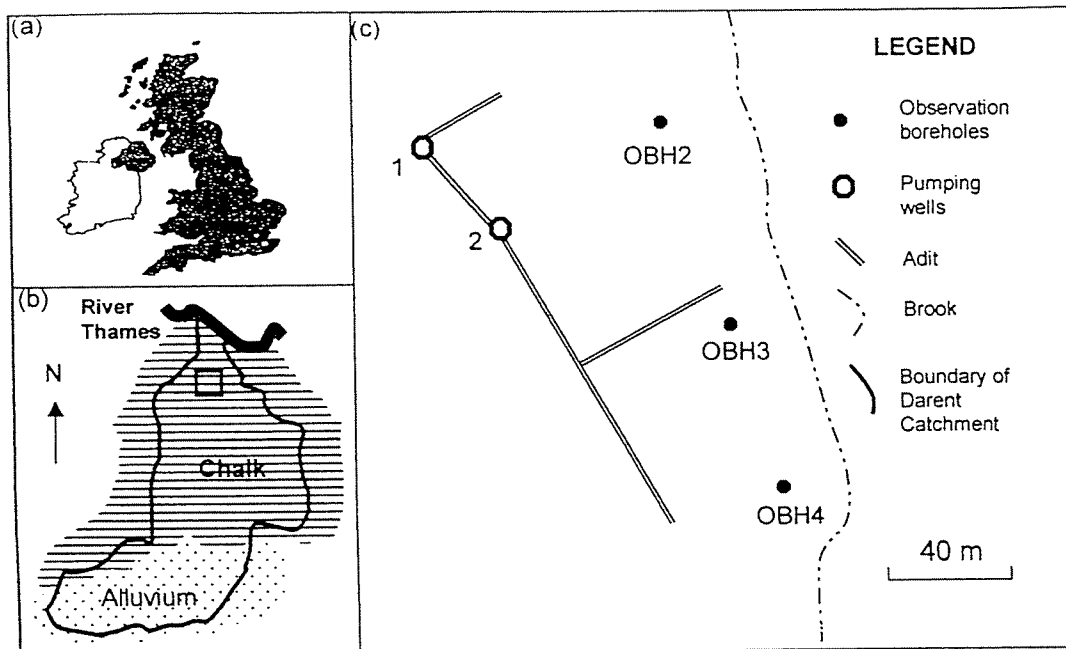 (a)
(b)
River
Thames
N
Chalk
Alluvium
(c)
1
2
OBH2
OBH3
OBH4
LEGEND
Observation
boreholes
Pumping
wells
Adit
Brook
Boundary of
Darent
Catchment
40 m